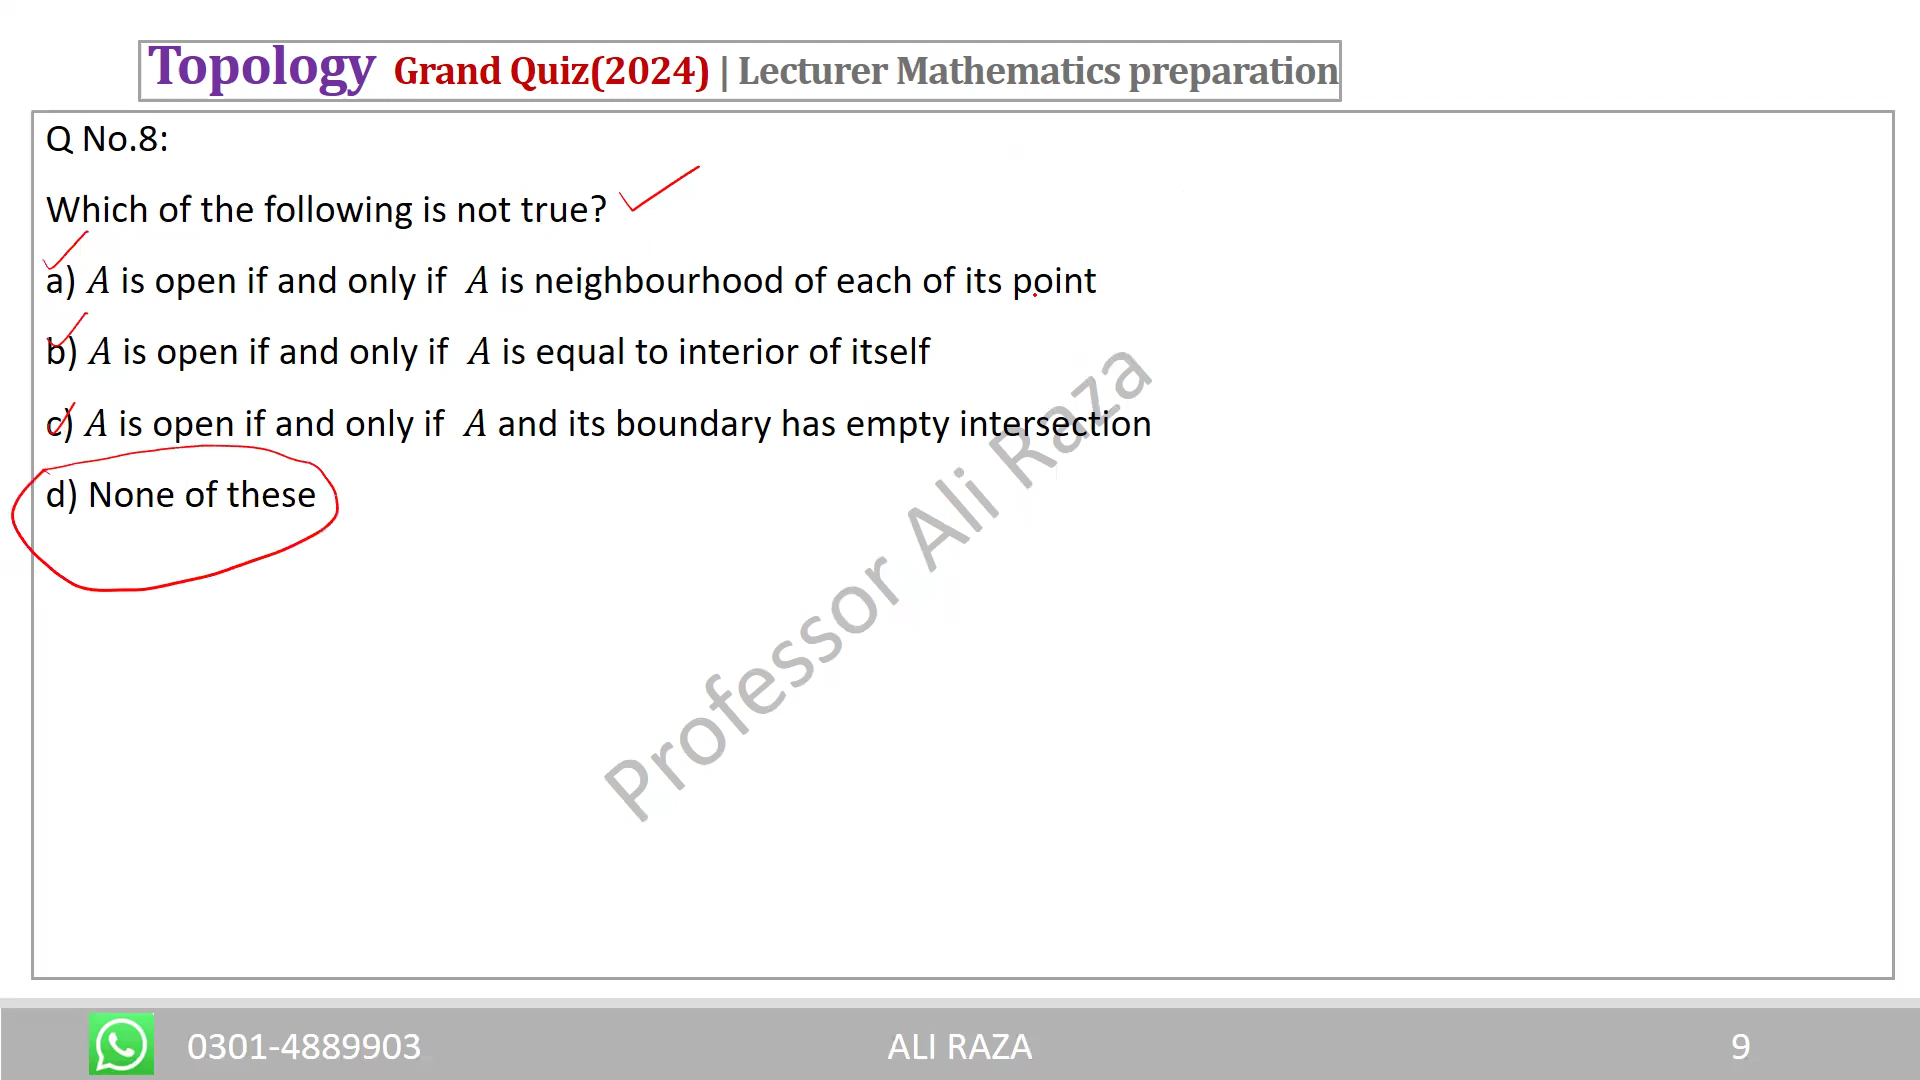 Topology Grand Quiz(2024) | Lecturer Mathematics preparation
Q No.8:
Which of the following is not true?
a) A is open if and only if A is neighbourhood of each of its point
b) A is open if and only if A is equal to interior of itself
c) A is open if and only if A and its boundary has empty intersection
d) None of these
Professor Ali Raza
0301-4889903 ALI RAZA 9